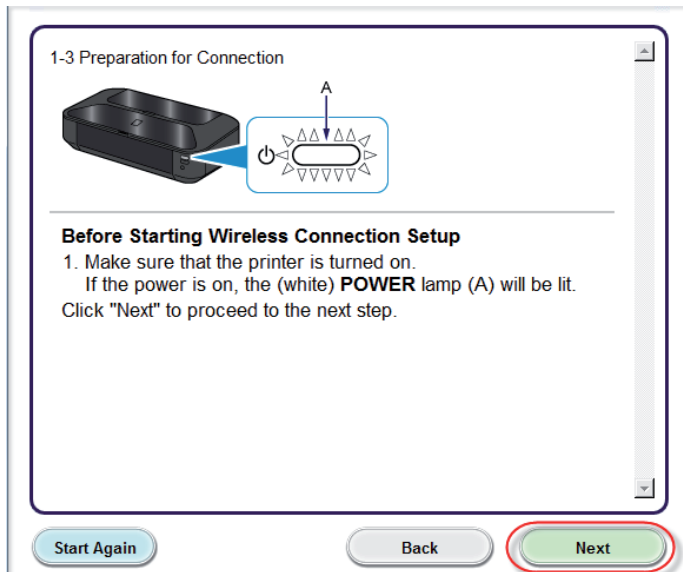 1-3 Preparation for Connection
A
Before Starting Wireless Connection Setup
1. Make sure that the printer is turned on.
If the power is on, the (white) POWER lamp (A) will be lit.
Click "Next" to proceed to the next step.
Start Again
Back
Next